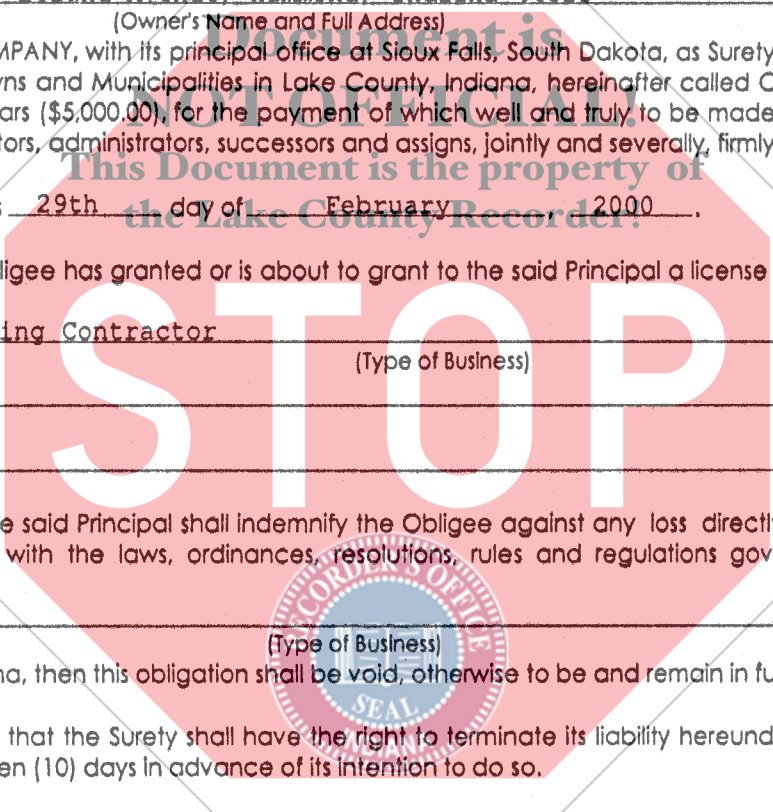 (Owner's Name and Full Address)
Document is
MPANY, with its principal office at Sioux Falls, South Dakota, as Surety
wns and Municipalities in Lake County, Indiana, hereinafter called O
NOT OFFICIAL!
ars ($5,000.00), for the payment of which well and truly to be made
tors, administrators, successors and assigns, jointly and severally, firmly
This Document is the property of
29th day of February, 2000.
the Lake County Recorder!
ligee has granted or is about to grant to the said Principal a license
STOP
ing Contractor
(Type of Business)
e said Principal shall indemnify the Obligee against any loss directl
with the laws, ordinances, resolutions, rules and regulations gov
RECORDER'S OFFICE
(Type of Business)
na, then this obligation shall be void, otherwise to be and remain in fu
SEAL
that the Surety shall have the right to terminate its liability hereund
INDIANA
en (10) days in advance of its intention to do so.